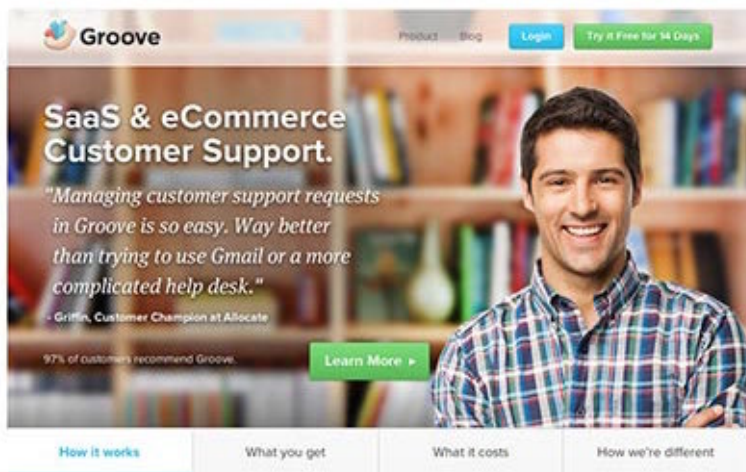 Groove
Product Blog Login Try it Free for 14 Days
SaaS & eCommerce
Customer Support.
"Managing customer support requests
in Groove is so easy. Way better
than trying to use Gmail or a more
complicated help desk."
- Griffin, Customer Champion at Allocate
97% of customers recommend Groove.
Learn More ▸
How it works What you get What it costs How we're different